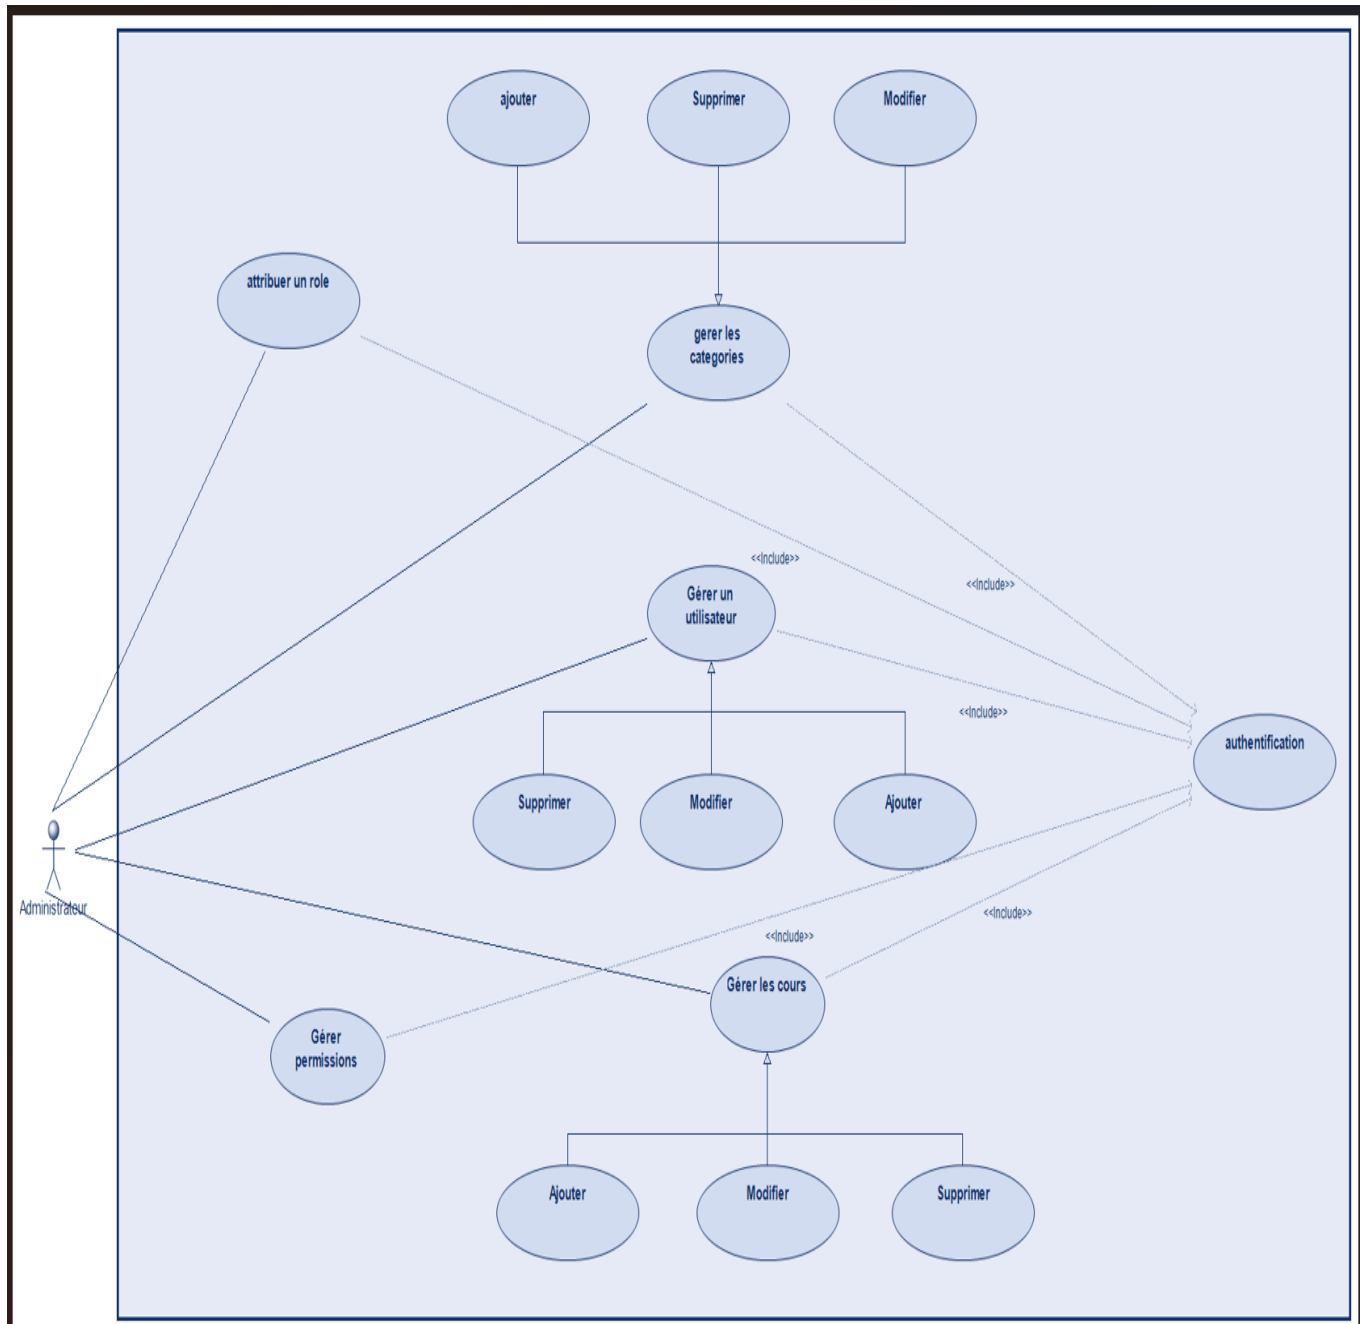 ajouter
Supprimer
Modifier
attribuer un role
gerer les
categories
<<Include>>
<<Include>>
Gérer un
utilisateur
<<Include>>
authentification
Supprimer
Modifier
Ajouter
Administrateur
<<Include>>
<<Include>>
Gérer les cours
Gérer
permissions
Ajouter
Modifier
Supprimer